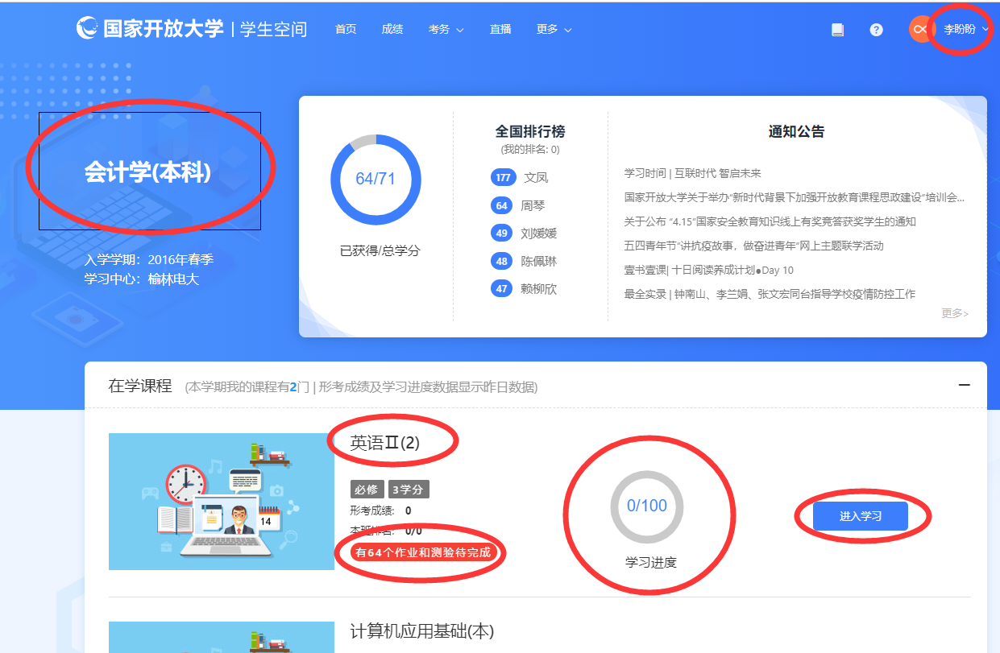 国家开放大学 | 学生空间 首页 成绩 考务 直播 更多 李盼盼
会计学(本科)
入学学期：2016年春季
学习中心：榆林电大
64/71
已获得/总学分
全国排行榜
(我的排名: 0)
177 文凤
64 周琴
49 刘媛媛
48 陈佩琳
47 赖柳欣
通知公告
学习时间 | 互联时代 智启未来
国家开放大学关于举办“新时代背景下加强开放教育课程思政建设”培训会...
关于公布 “4.15”国家安全教育知识线上有奖竞答获奖学生的通知
五四青年节“讲抗疫故事，做奋进青年”网上主题联学活动
壹书壹课| 十日阅读养成计划●Day 10
最全实录 | 钟南山、李兰娟、张文宏同台指导学校疫情防控工作
更多>
在学课程 (本学期我的课程有2门 | 形考成绩及学习进度数据显示昨日数据)
英语Ⅱ(2)
必修 3学分
形考成绩: 0
本班排名: 0/0
有64个作业和测验待完成
14
0/100
学习进度
进入学习
计算机应用基础(本)